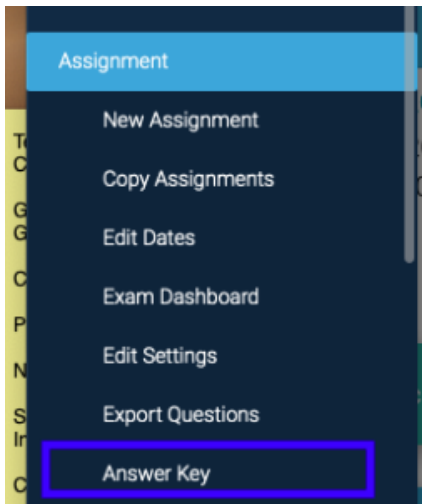 Assignment
New Assignment
Copy Assignments
Edit Dates
Exam Dashboard
Edit Settings
Export Questions
Answer Key